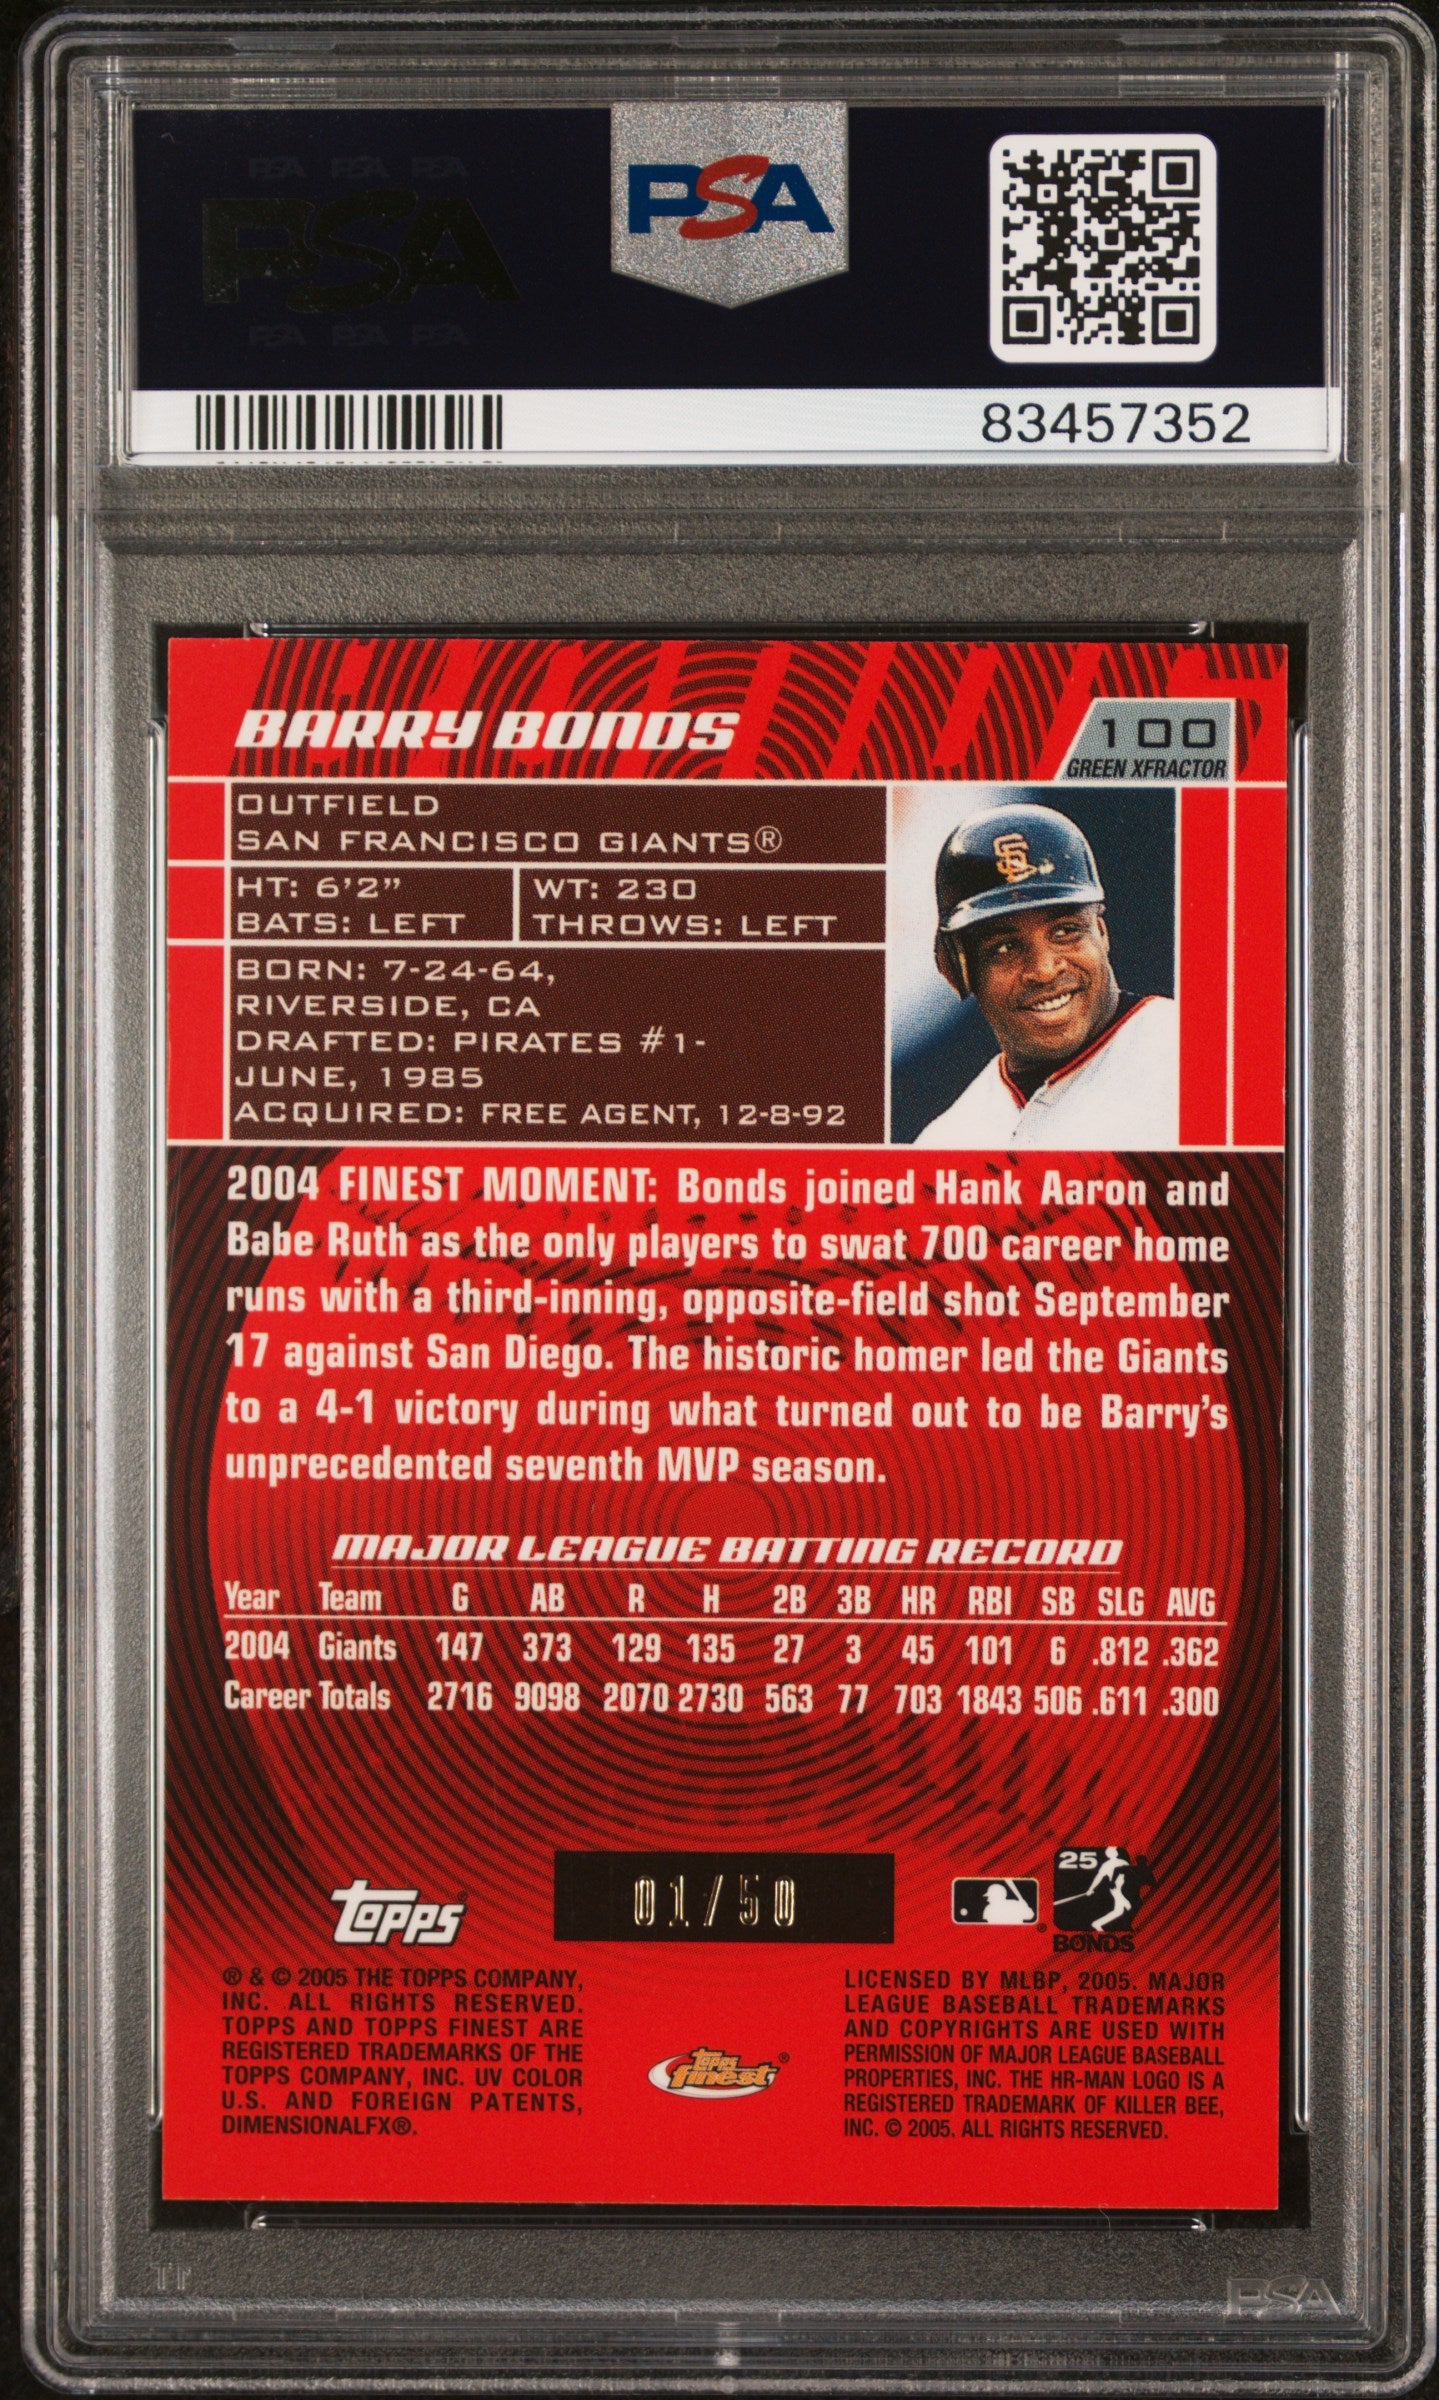 PSA PSA PSA
PSA
PSA PSA PSA
PSA
83457352
BARRY BONDS
100
GREEN XFRACTOR
OUTFIELD
SAN FRANCISCO GIANTS®
HT: 6'2"
WT: 230
BATS: LEFT
THROWS: LEFT
BORN: 7-24-64,
RIVERSIDE, CA
DRAFTED: PIRATES #1-
JUNE, 1985
ACQUIRED: FREE AGENT, 12-8-92
2004 FINEST MOMENT: Bonds joined Hank Aaron and
Babe Ruth as the only players to swat 700 career home
runs with a third-inning, opposite-field shot September
17 against San Diego. The historic homer led the Giants
to a 4-1 victory during what turned out to be Barry's
unprecedented seventh MVP season.
MAJOR LEAGUE BATTING RECORD
Year Team G AB R H 2B 3B HR RBI SB SLG AVG
2004 Giants 147 373 129 135 27 3 45 101 6 .812 .362
Career Totals 2716 9098 2070 2730 563 77 703 1843 506 .611 .300
topps
01/50
25
BONDS
® & © 2005 THE TOPPS COMPANY,
INC. ALL RIGHTS RESERVED.
TOPPS AND TOPPS FINEST ARE
REGISTERED TRADEMARKS OF THE
TOPPS COMPANY, INC. UV COLOR
U.S. AND FOREIGN PATENTS,
DIMENSIONALFX®.
topps finest®
LICENSED BY MLBP, 2005. MAJOR
LEAGUE BASEBALL TRADEMARKS
AND COPYRIGHTS ARE USED WITH
PERMISSION OF MAJOR LEAGUE BASEBALL
PROPERTIES, INC. THE HR-MAN LOGO IS A
REGISTERED TRADEMARK OF KILLER BEE,
INC. © 2005. ALL RIGHTS RESERVED.
PSA